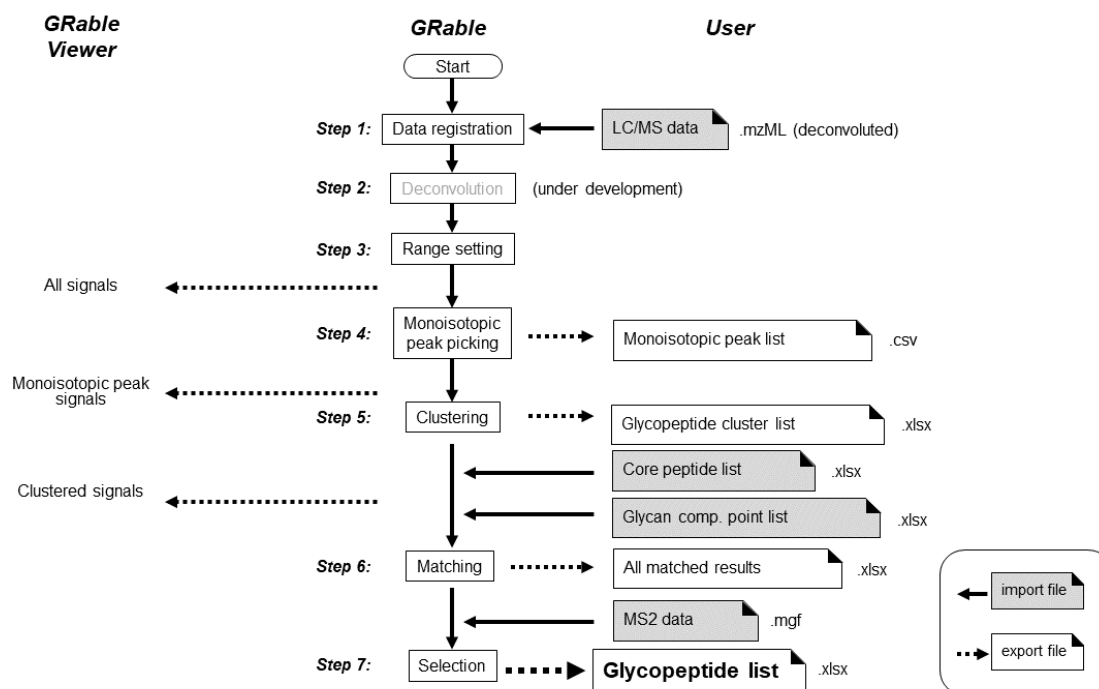 GRable
Viewer
GRable
User
Start
Step 1:
Data registration
LC/MS data
.mzML (deconvoluted)
Step 2:
Deconvolution
(under development)
Step 3:
Range setting
All signals
Step 4:
Monoisotopic
peak picking
Monoisotopic peak list
.csv
Monoisotopic peak
signals
Step 5:
Clustering
Glycopeptide cluster list
.xlsx
Core peptide list
.xlsx
Clustered signals
Glycan comp. point list
.xlsx
Step 6:
Matching
All matched results
.xlsx
import file
MS2 data
.mgf
export file
Step 7:
Selection
Glycopeptide list
.xlsx